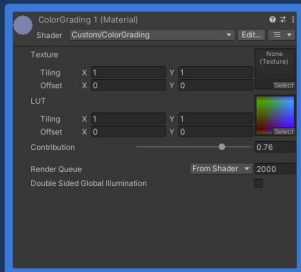 ColorGrading 1 (Material)
Shader Custom/ColorGrading Edit...
Texture
None
(Texture)
Tiling X 1 Y 1
Offset X 0 Y 0
Select
LUT
Tiling X 1 Y 1
Offset X 0 Y 0
Select
Contribution 0.76
Render Queue From Shader 2000
Double Sided Global Illumination